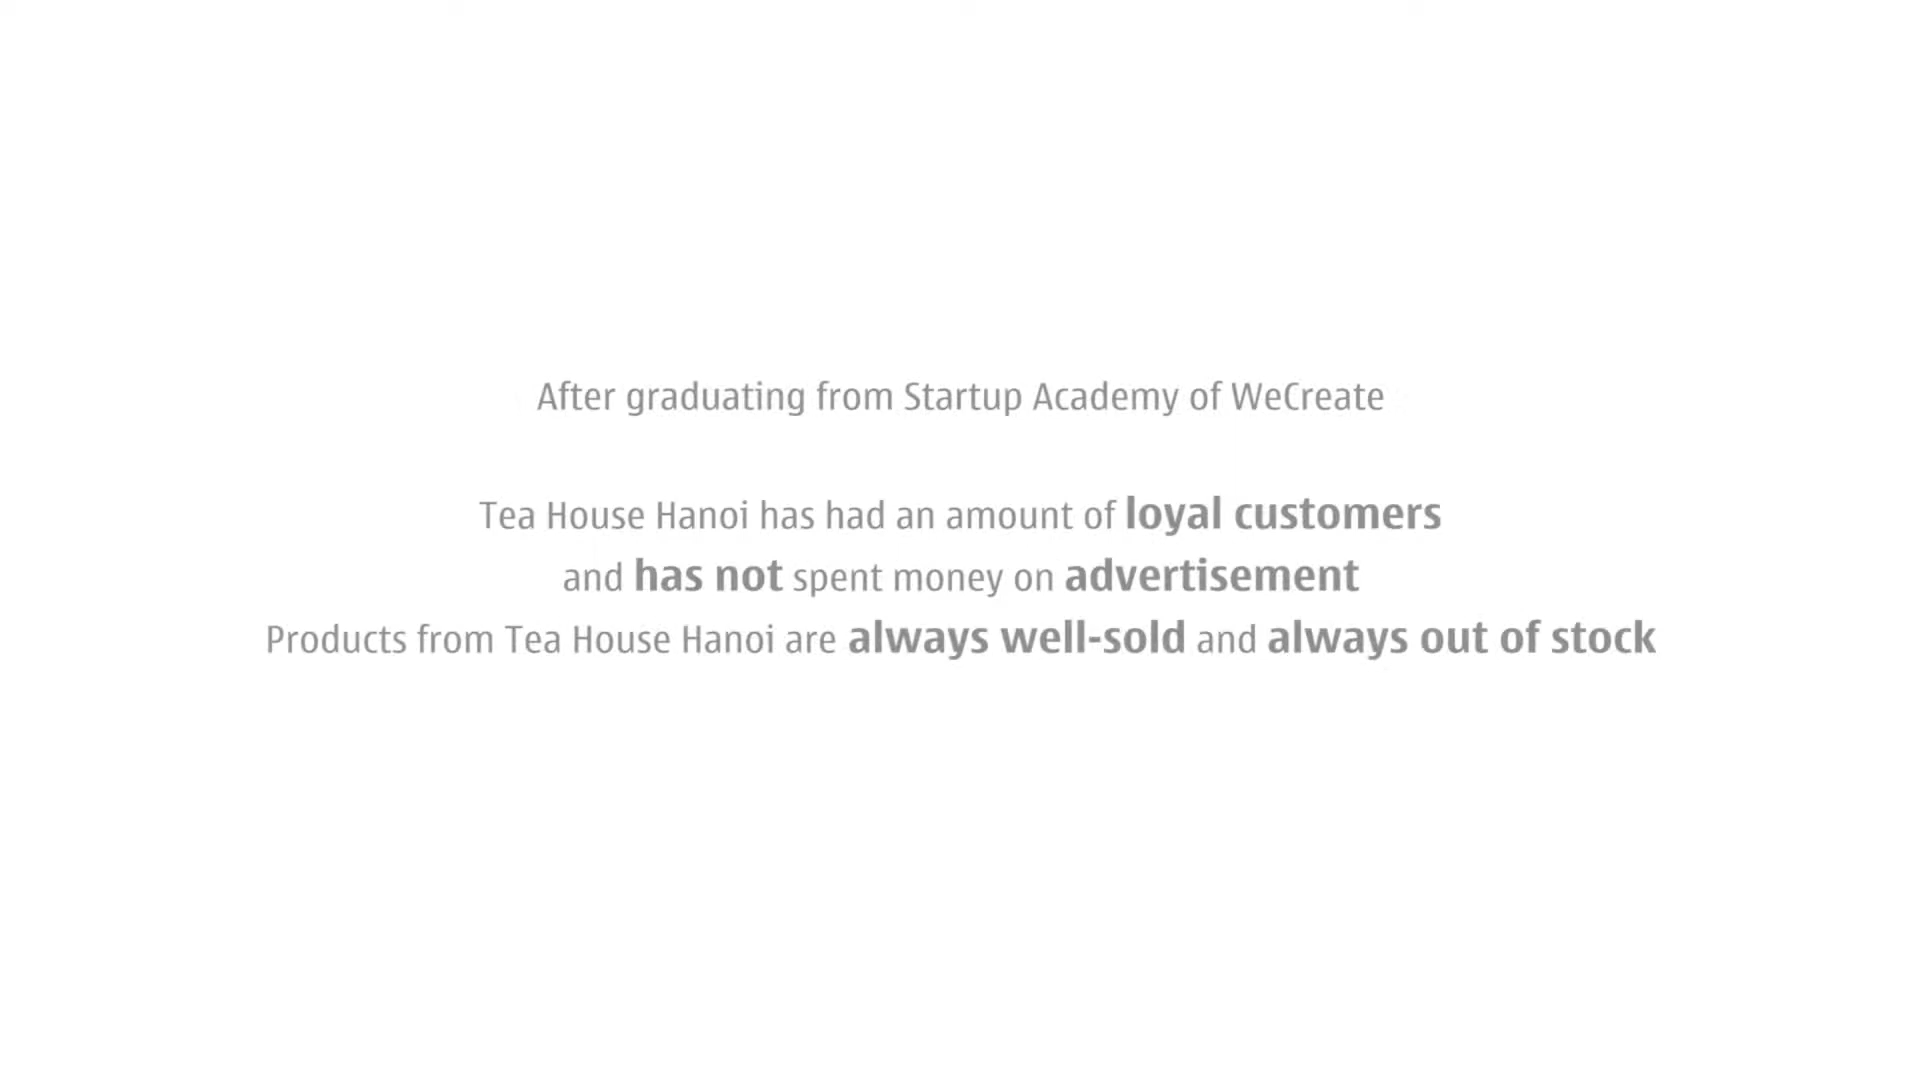 After graduating from Startup Academy of WeCreate
Tea House Hanoi has had an amount of loyal customers
and has not spent money on advertisement
Products from Tea House Hanoi are always well-sold and always out of stock